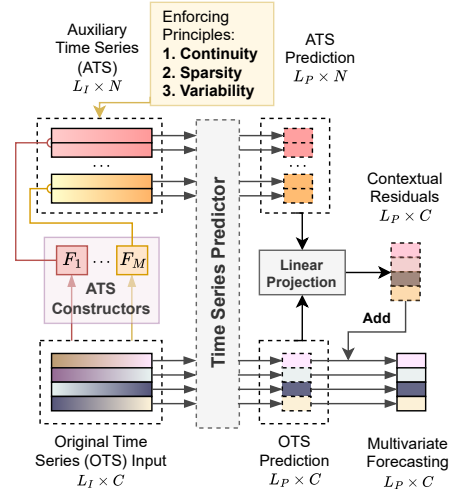 Auxiliary
Time Series
(ATS)
L_I × N
Enforcing
Principles:
1. Continuity
2. Sparsity
3. Variability
ATS
Prediction
L_P × N
...
...
Time Series Predictor
Contextual
Residuals
L_P × C
F_1 ... F_M
ATS
Constructors
Linear
Projection
Add
Original Time
Series (OTS) Input
L_I × C
OTS
Prediction
L_P × C
Multivariate
Forecasting
L_P × C